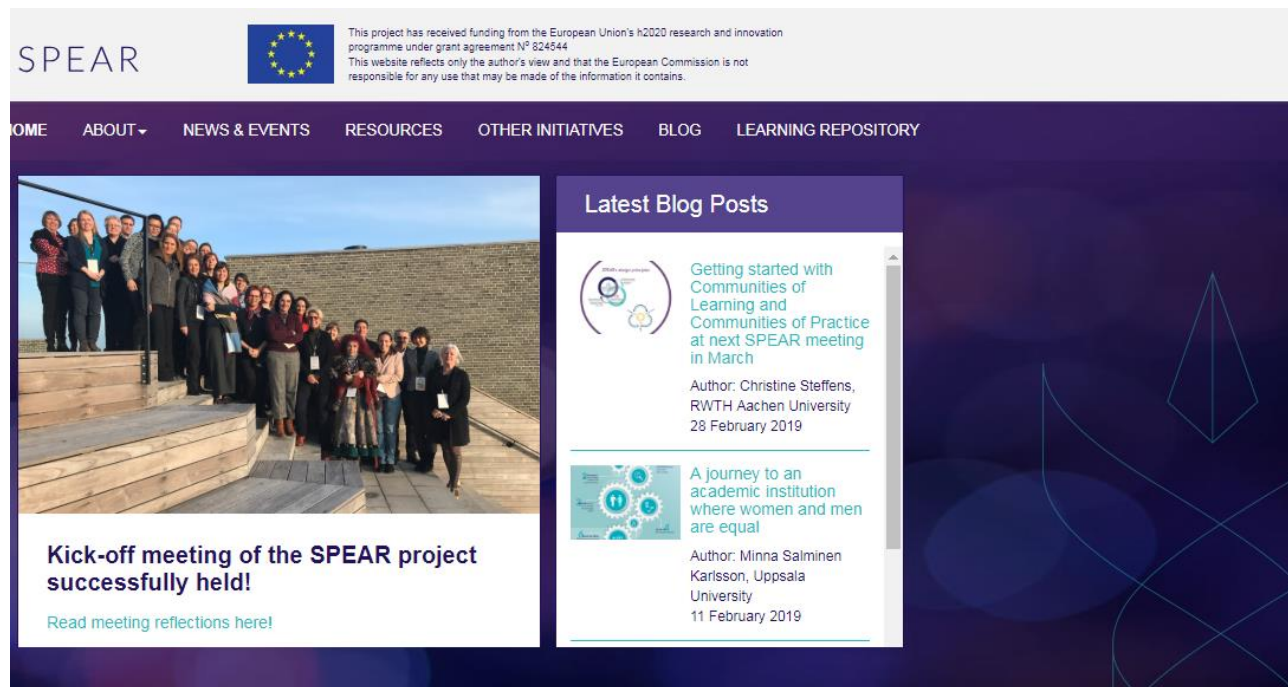 SPEAR
This project has received funding from the European Union's h2020 research and innovation
programme under grant agreement Nº 824544
This website reflects only the author's view and that the European Commission is not
responsible for any use that may be made of the information it contains.
HOME ABOUT NEWS & EVENTS RESOURCES OTHER INITIATIVES BLOG LEARNING REPOSITORY
Kick-off meeting of the SPEAR project
successfully held!
Read meeting reflections here!
Latest Blog Posts
Getting started with
Communities of
Learning and
Communities of Practice
at next SPEAR meeting
in March
Author: Christine Steffens,
RWTH Aachen University
28 February 2019
A journey to an
academic institution
where women and men
are equal
Author: Minna Salminen
Karlsson, Uppsala
University
11 February 2019